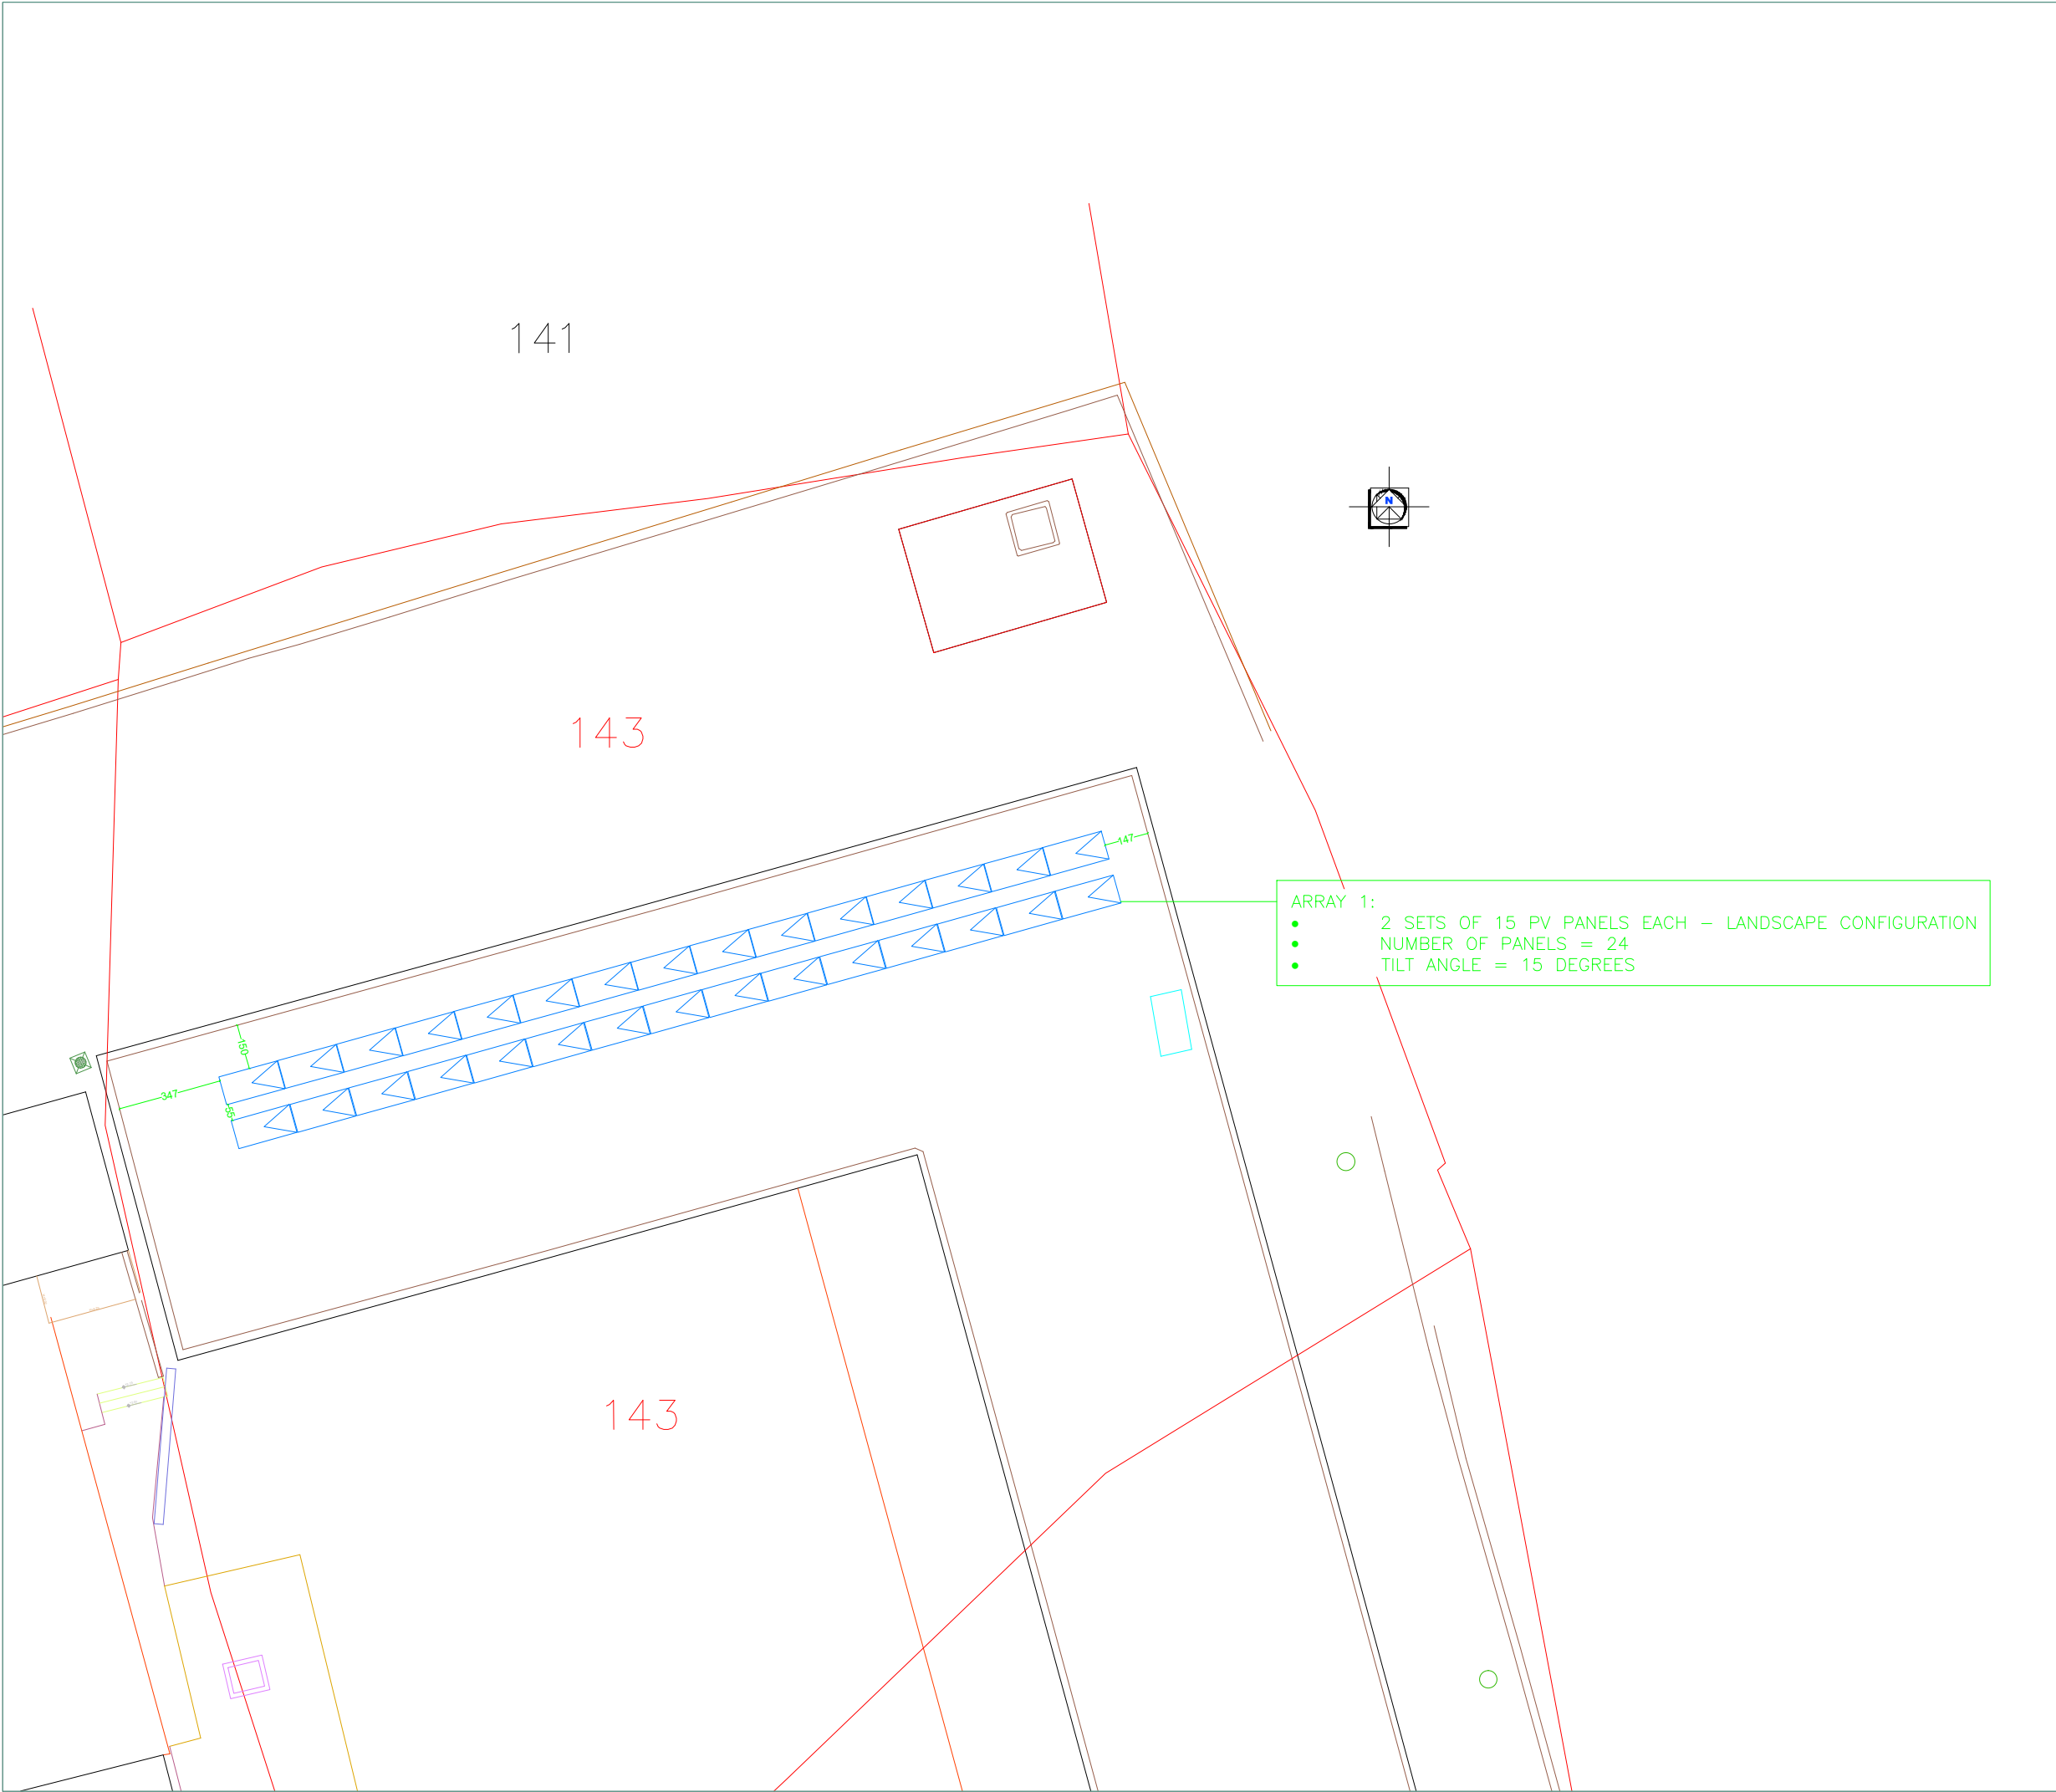 141
N
143
147
ARRAY 1:
● 2 SETS OF 15 PV PANELS EACH - LANDSCAPE CONFIGURATION
● NUMBER OF PANELS = 24
● TILT ANGLE = 15 DEGREES
150
347
143